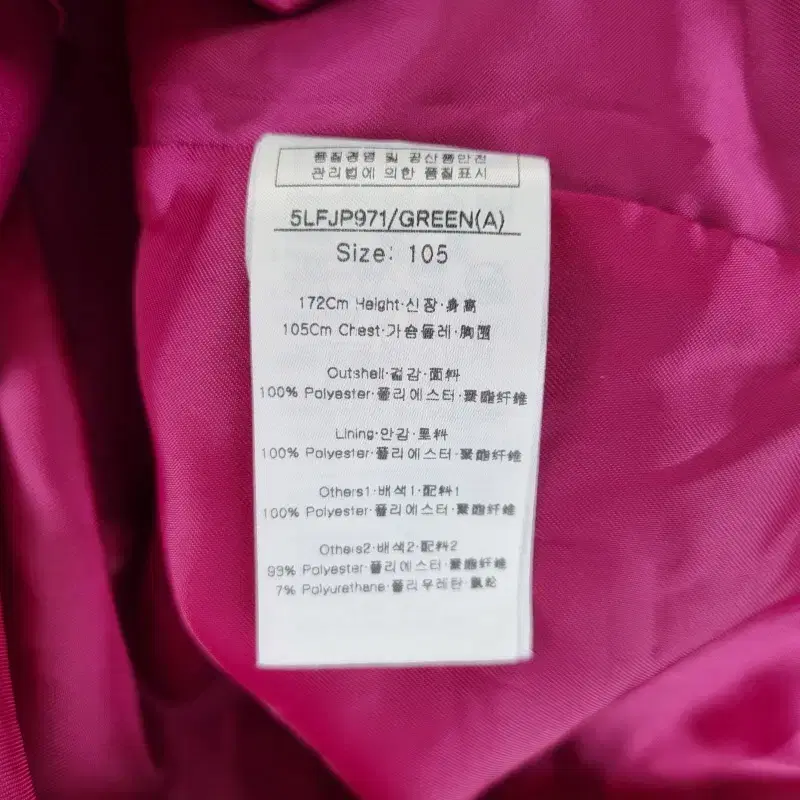 품질경영 및 공산품안전
관리법에 의한 품질표시
5LFJP971/GREEN(A)
Size: 105
172Cm Height·신장·身高
105Cm Chest·가슴둘레·胸圍
Outshell·겉감·面料
100% Polyester·폴리에스터·聚酯纤维
Lining·안감·里料
100% Polyester·폴리에스터·聚酯纤维
Others1·배색1·配料1
100% Polyester·폴리에스터·聚酯纤维
Others2·배색2·配料2
93% Polyester·폴리에스터·聚酯纤维
7% Polyurethane·폴리우레탄·氨纶